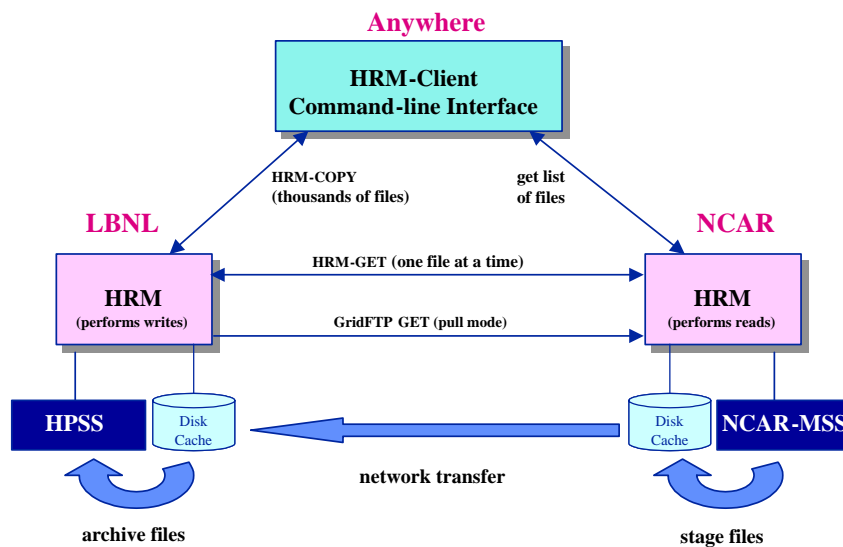 Anywhere
HRM-Client
Command-line Interface
HRM-COPY
(thousands of files)
get list
of files
LBNL
NCAR
HRM-GET (one file at a time)
HRM
(performs writes)
HRM
(performs reads)
GridFTP GET (pull mode)
HPSS
Disk
Cache
Disk
Cache
NCAR-MSS
network transfer
archive files
stage files